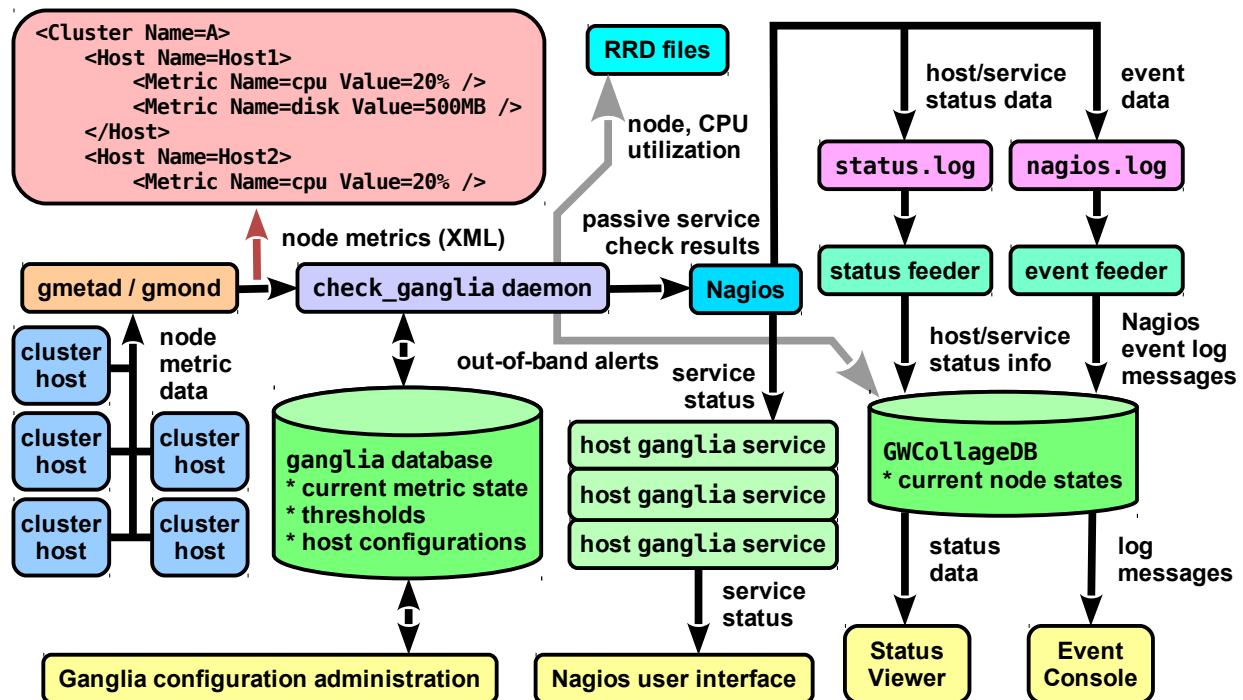 <Cluster Name=A>
<Host Name=Host1>
<Metric Name=cpu Value=20% />
<Metric Name=disk Value=500MB />
</Host>
<Host Name=Host2>
<Metric Name=cpu Value=20% />
RRD files
host/service
status data
event
data
node, CPU
utilization
status.log
nagios.log
node metrics (XML)
passive service
check results
gmetad / gmond
check_ganglia daemon
Nagios
status feeder
event feeder
cluster
host
node
metric
data
out-of-band alerts
service
status
host/service
status info
Nagios
event log
messages
cluster
host
cluster
host
cluster
host
cluster
host
ganglia database
* current metric state
* thresholds
* host configurations
host ganglia service
host ganglia service
host ganglia service
GWCollageDB
* current node states
service
status
status
data
log
messages
Ganglia configuration administration
Nagios user interface
Status
Viewer
Event
Console